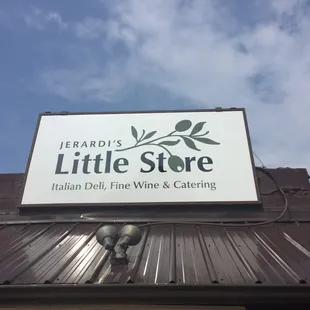 JERARDI'S
Little Store
Italian Deli, Fine Wine & Catering